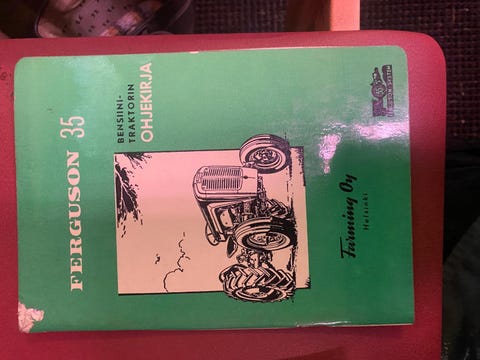 FERGUSON 35
BENSIINI-
TRAKTORIN
OHJEKIRJA
Farming Oy
Helsinki